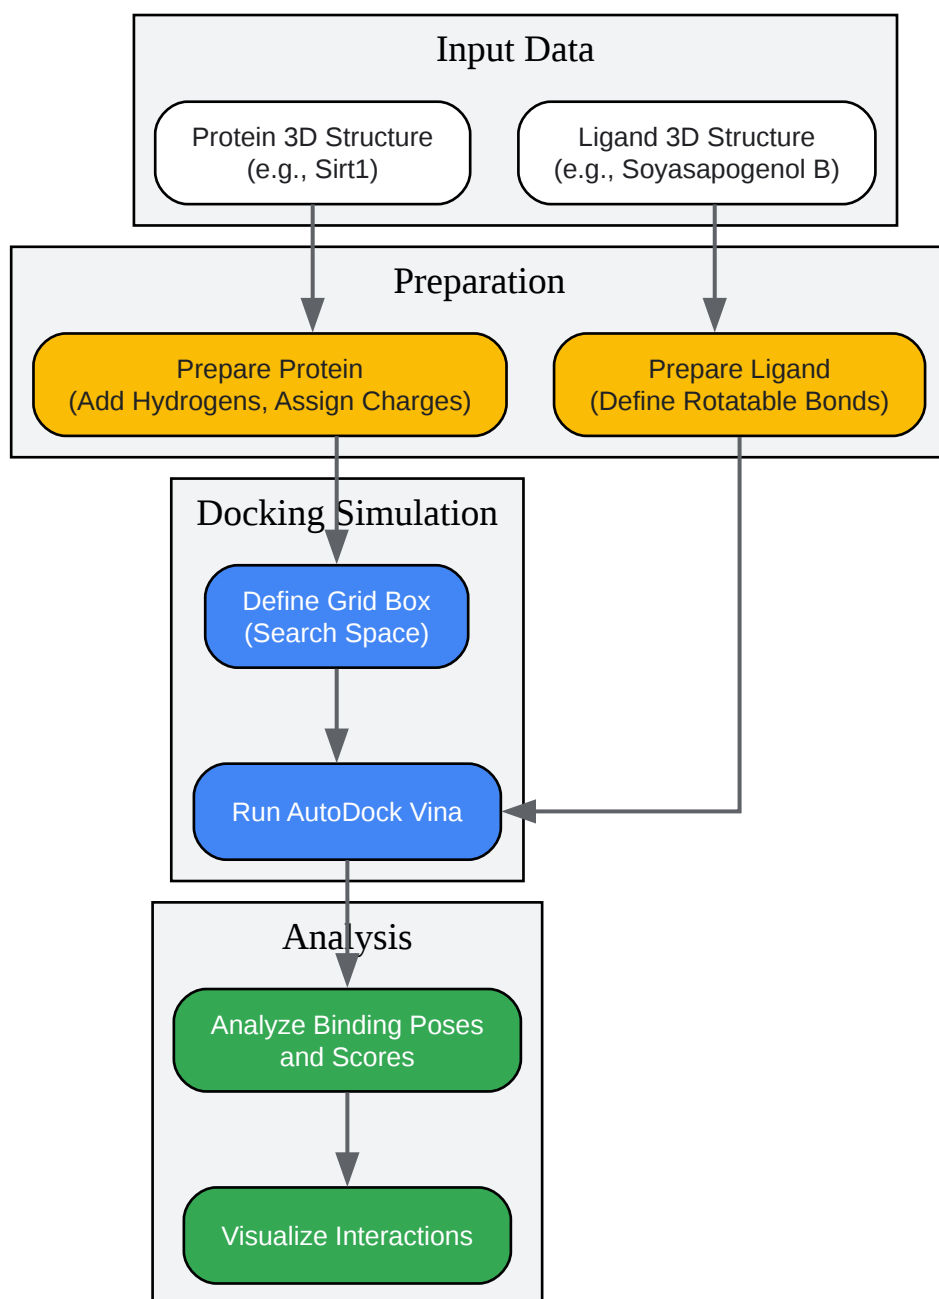 Input Data
Protein 3D Structure
(e.g., Sirt1)
Ligand 3D Structure
(e.g., Soyasapogenol B)
Preparation
Prepare Protein
(Add Hydrogens, Assign Charges)
Prepare Ligand
(Define Rotatable Bonds)
Docking Simulation
Define Grid Box
(Search Space)
Run AutoDock Vina
Analysis
Analyze Binding Poses
and Scores
Visualize Interactions